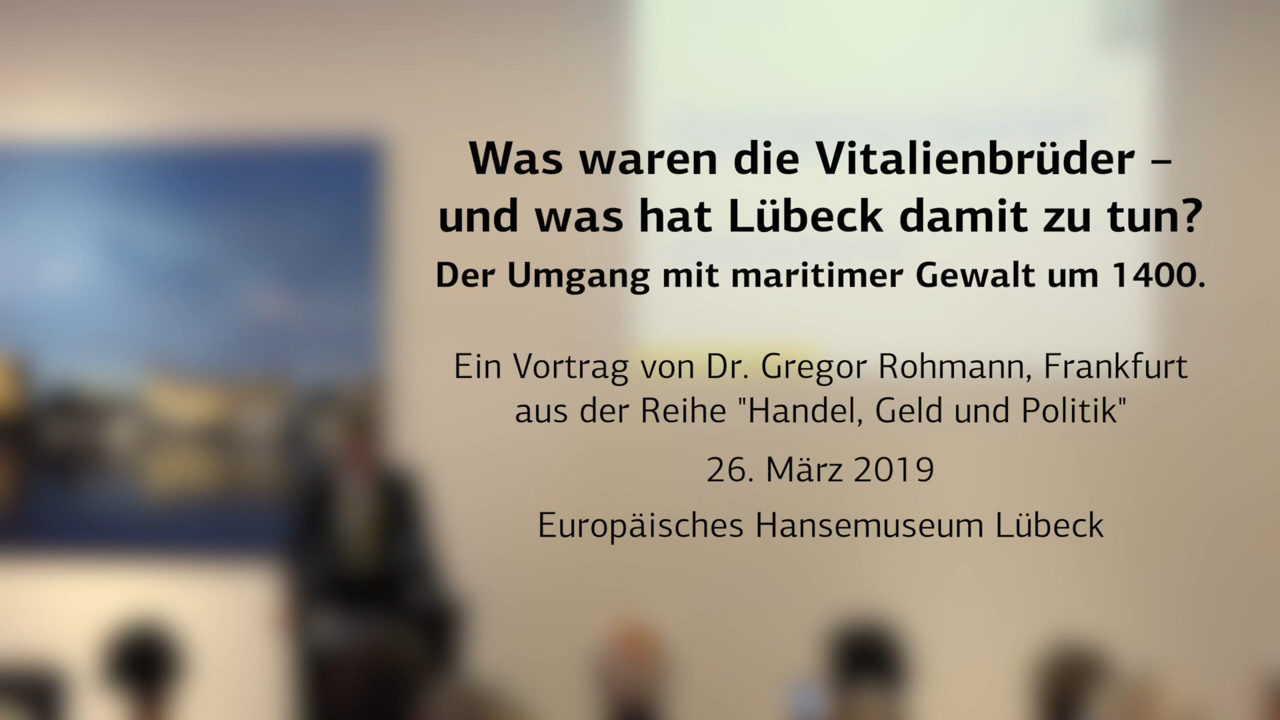 Was waren die Vitalienbrüder –
und was hat Lübeck damit zu tun?
Der Umgang mit maritimer Gewalt um 1400.
Ein Vortrag von Dr. Gregor Rohmann, Frankfurt
aus der Reihe "Handel, Geld und Politik"
26. März 2019
Europäisches Hansemuseum Lübeck